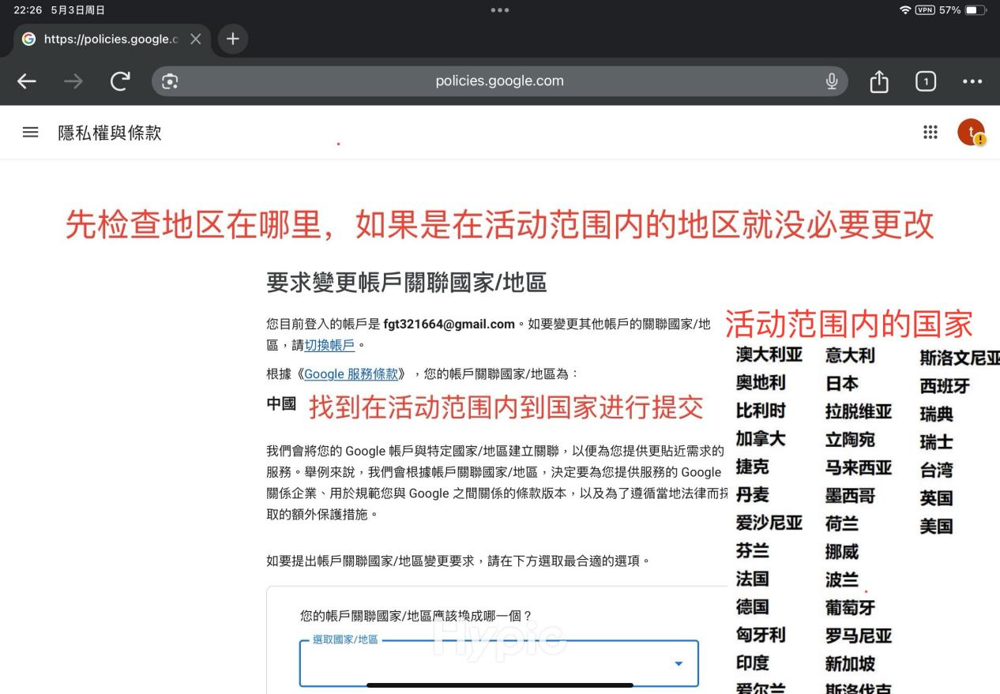 22:26 5月3日周日
VPN 57%
https://policies.google.c
policies.google.com
1
隱私權與條款
t
先检查地区在哪里，如果是在活动范围内的地区就没必要更改
要求變更帳戶關聯國家/地區
您目前登入的帳戶是 fgt321664@gmail.com。如要變更其他帳戶的關聯國家/地
區，請切換帳戶。
根據《Google 服務條款》，您的帳戶關聯國家/地區為：
中國 找到在活动范围内到国家进行提交
我們會將您的 Google 帳戶與特定國家/地區建立關聯，以便為您提供更貼近需求的
服務。舉例來說，我們會根據帳戶關聯國家/地區，決定要為您提供服務的 Google
關係企業、用於規範您與 Google 之間關係的條款版本，以及為了遵循當地法律而採
取的額外保護措施。
如要提出帳戶關聯國家/地區變更要求，請在下方選取最合適的選項。
您的帳戶關聯國家/地區應該換成哪一個？
選取國家/地區
Hypic
活动范围内的国家
澳大利亚 意大利 斯洛文尼亚
奥地利 日本 西班牙
比利时 拉脱维亚 瑞典
加拿大 立陶宛 瑞士
捷克 马来西亚 台湾
丹麦 墨西哥 英国
爱沙尼亚 荷兰 美国
芬兰 挪威
法国 波兰
德国 葡萄牙
匈牙利 罗马尼亚
印度 新加坡
爱尔兰 斯洛伐克